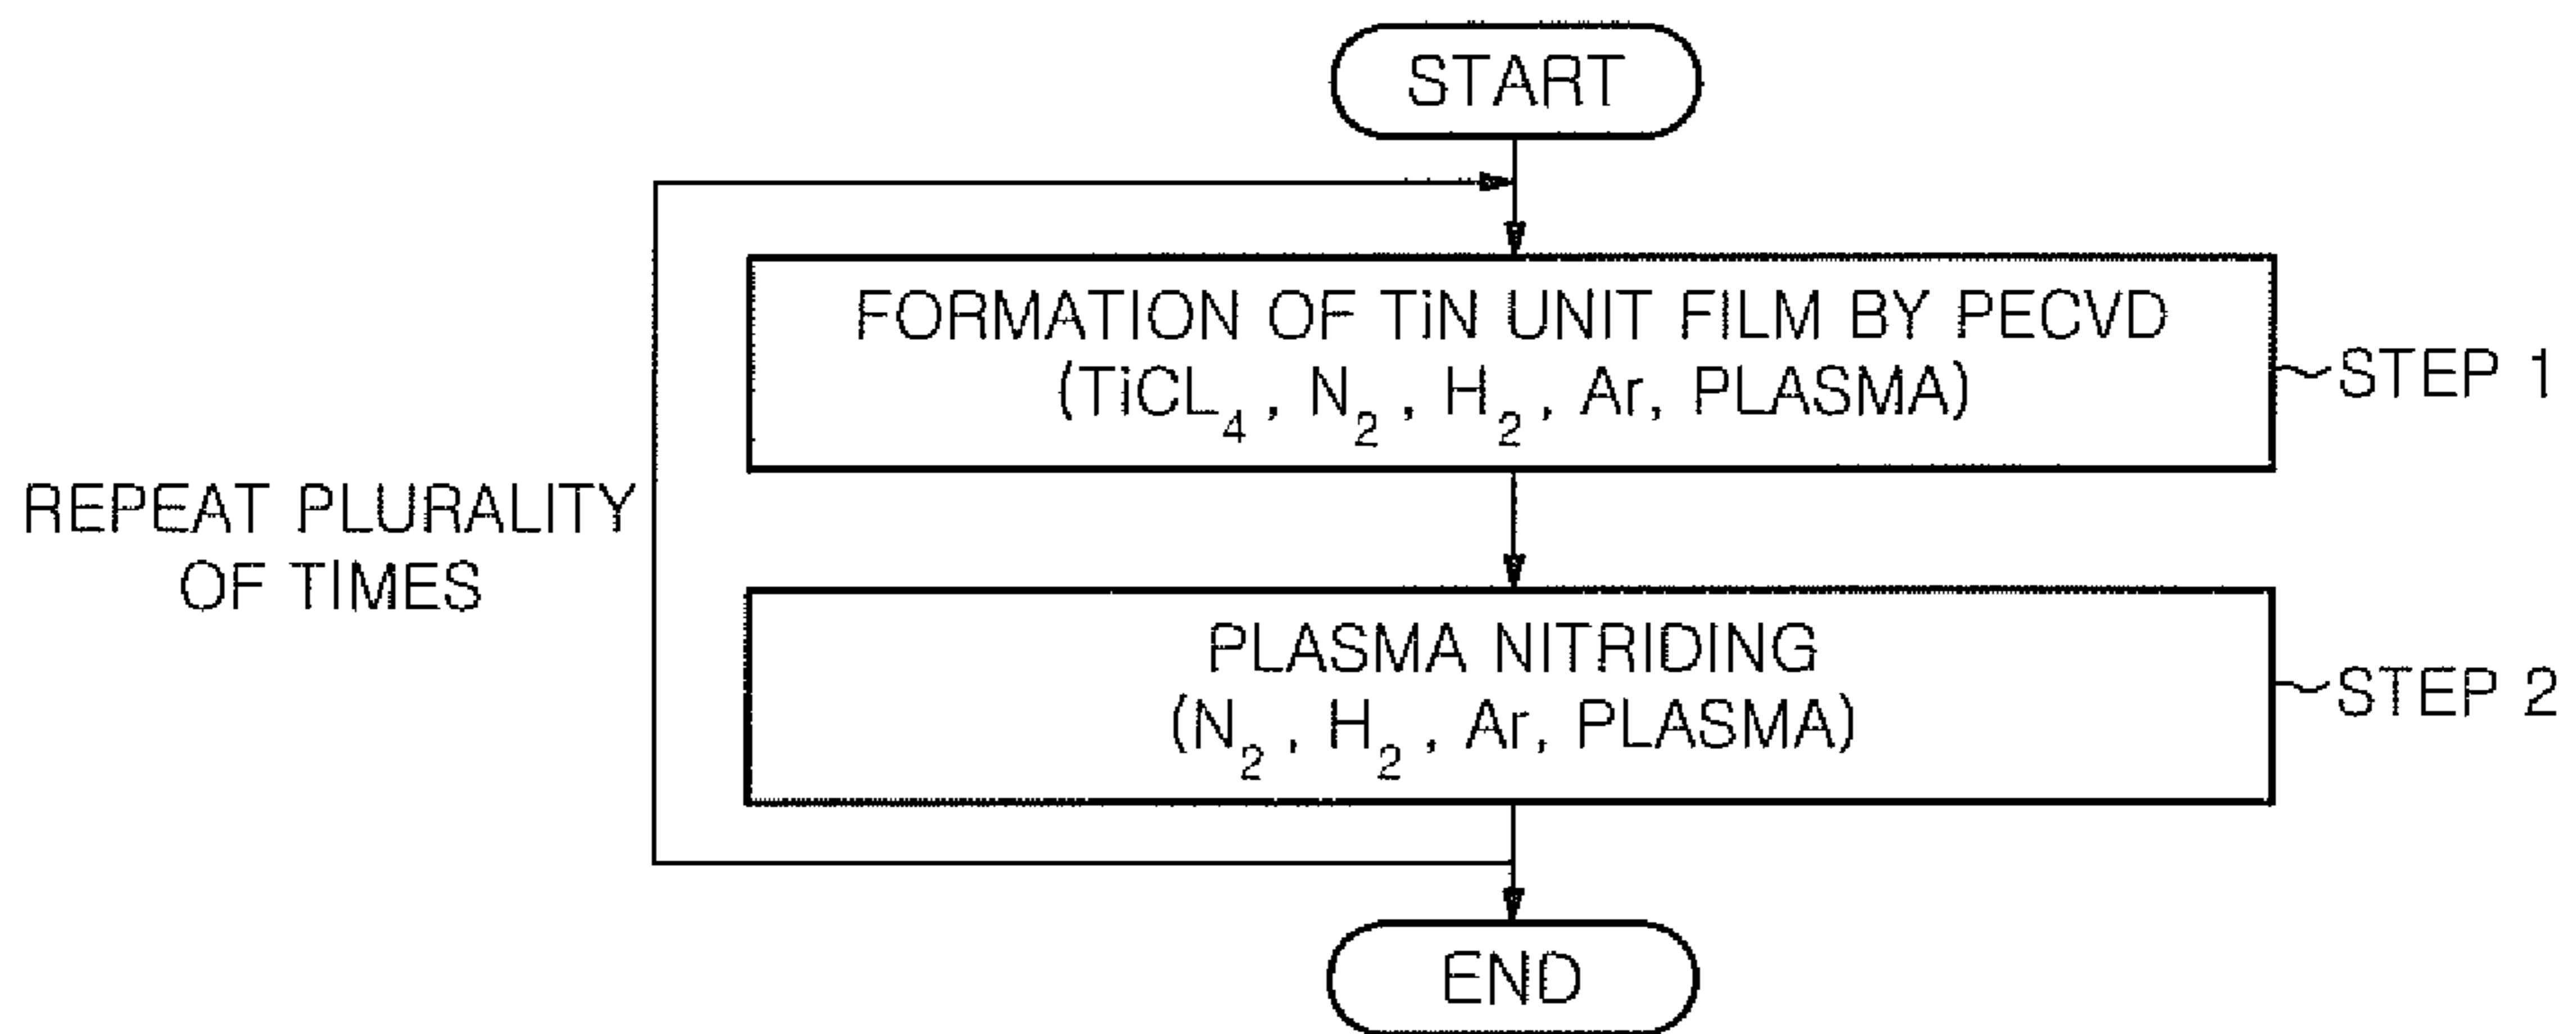 START
FORMATION OF TiN UNIT FILM BY PECVD
(TiCL₄, N₂, H₂, Ar, PLASMA)
STEP 1
REPEAT PLURALITY
OF TIMES
PLASMA NITRIDING
(N₂, H₂, Ar, PLASMA)
STEP 2
END